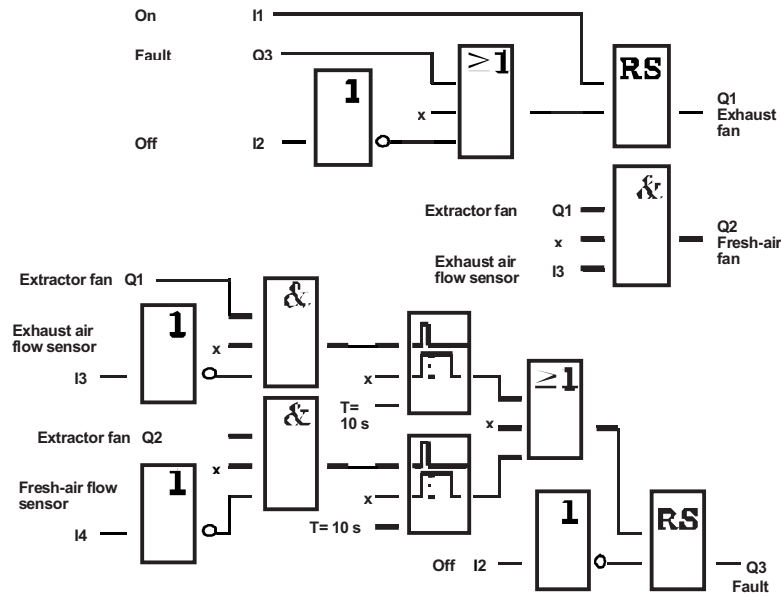 On I1
Fault Q3
≥1
RS
1
x
Q1
Exhaust
fan
Off I2
&
Extractor fan Q1
x
Q2
Fresh-air
fan
Exhaust air
flow sensor I3
Extractor fan Q1
&
1
Exhaust air
flow sensor
x
I3
x
≥1
T=
10 s
&
x
Extractor fan Q2
x
1
Fresh-air flow
sensor
x
I4
T= 10 s
1
RS
Off I2
Q3
Fault